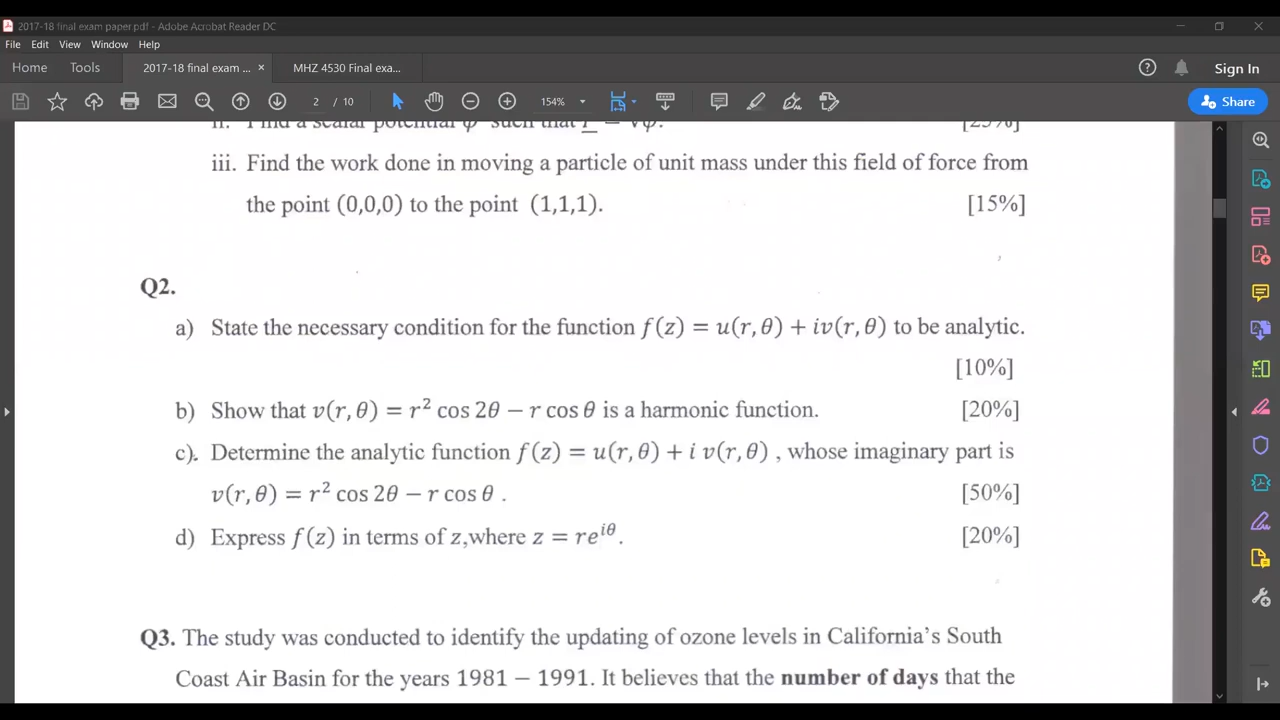 2017-18 final exam paper.pdf - Adobe Acrobat Reader DC
File Edit View Window Help
Home Tools 2017-18 final exam ... × MHZ 4530 Final exa... Sign In
2 / 10 154% Share
ii. Find a scalar potential φ such that F = ∇φ. [25%]
iii. Find the work done in moving a particle of unit mass under this field of force from
the point (0,0,0) to the point (1,1,1). [15%]
Q2.
a) State the necessary condition for the function f(z) = u(r, θ) + iv(r, θ) to be analytic.
[10%]
b) Show that v(r, θ) = r² cos 2θ − r cos θ is a harmonic function. [20%]
c). Determine the analytic function f(z) = u(r, θ) + i v(r, θ) , whose imaginary part is
v(r, θ) = r² cos 2θ − r cos θ . [50%]
d) Express f(z) in terms of z,where z = re^{iθ}. [20%]
Q3. The study was conducted to identify the updating of ozone levels in California's South
Coast Air Basin for the years 1981 − 1991. It believes that the number of days that the